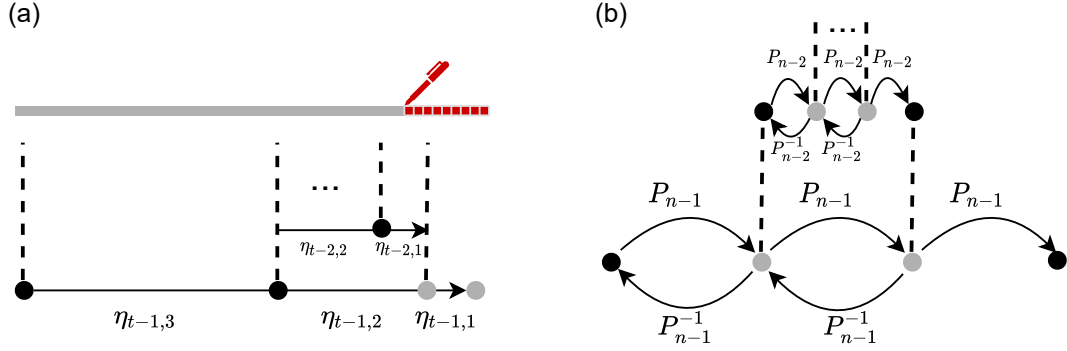 (a)
...
η_{t−2,2} η_{t−2,1}
η_{t−1,3} η_{t−1,2} η_{t−1,1}
(b)
...
P_{n−2} P_{n−2} P_{n−2}
P_{n−2}^{−1} P_{n−2}^{−1}
P_{n−1} P_{n−1} P_{n−1}
P_{n−1}^{−1} P_{n−1}^{−1}